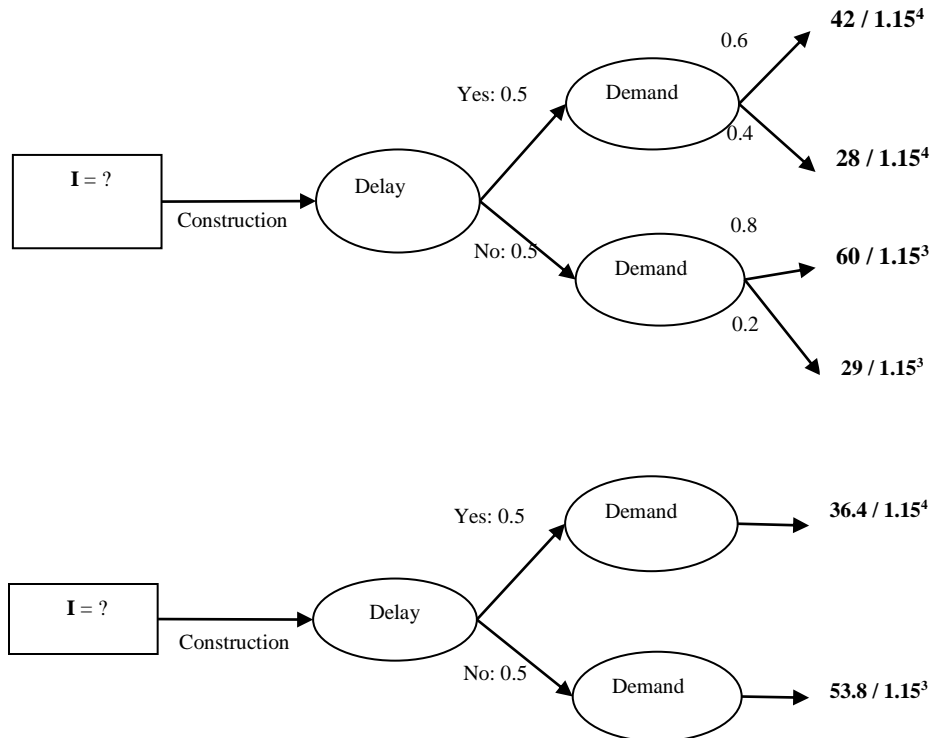 0.6
42 / 1.15⁴
Yes: 0.5
Demand
0.4
28 / 1.15⁴
I = ?
Construction
Delay
No: 0.5
0.8
60 / 1.15³
Demand
0.2
29 / 1.15³
Yes: 0.5
Demand
36.4 / 1.15⁴
I = ?
Construction
Delay
No: 0.5
Demand
53.8 / 1.15³